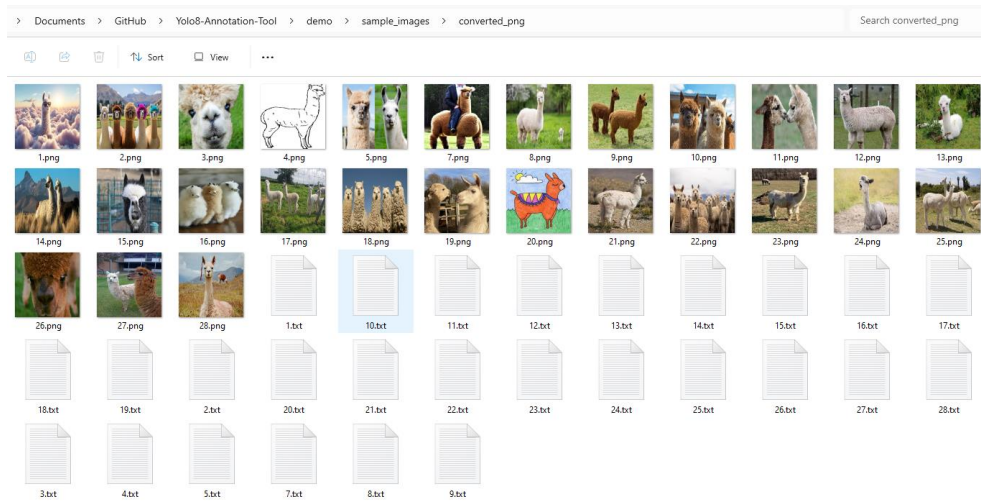 > Documents > GitHub > Yolo8-Annotation-Tool > demo > sample_images > converted_png Search converted_png
Sort View ...
1.png 2.png 3.png 4.png 5.png 7.png 8.png 9.png 10.png 11.png 12.png 13.png
14.png 15.png 16.png 17.png 18.png 19.png 20.png 21.png 22.png 23.png 24.png 25.png
26.png 27.png 28.png 1.txt 10.txt 11.txt 12.txt 13.txt 14.txt 15.txt 16.txt 17.txt
18.txt 19.txt 2.txt 20.txt 21.txt 22.txt 23.txt 24.txt 25.txt 26.txt 27.txt 28.txt
3.txt 4.txt 5.txt 7.txt 8.txt 9.txt